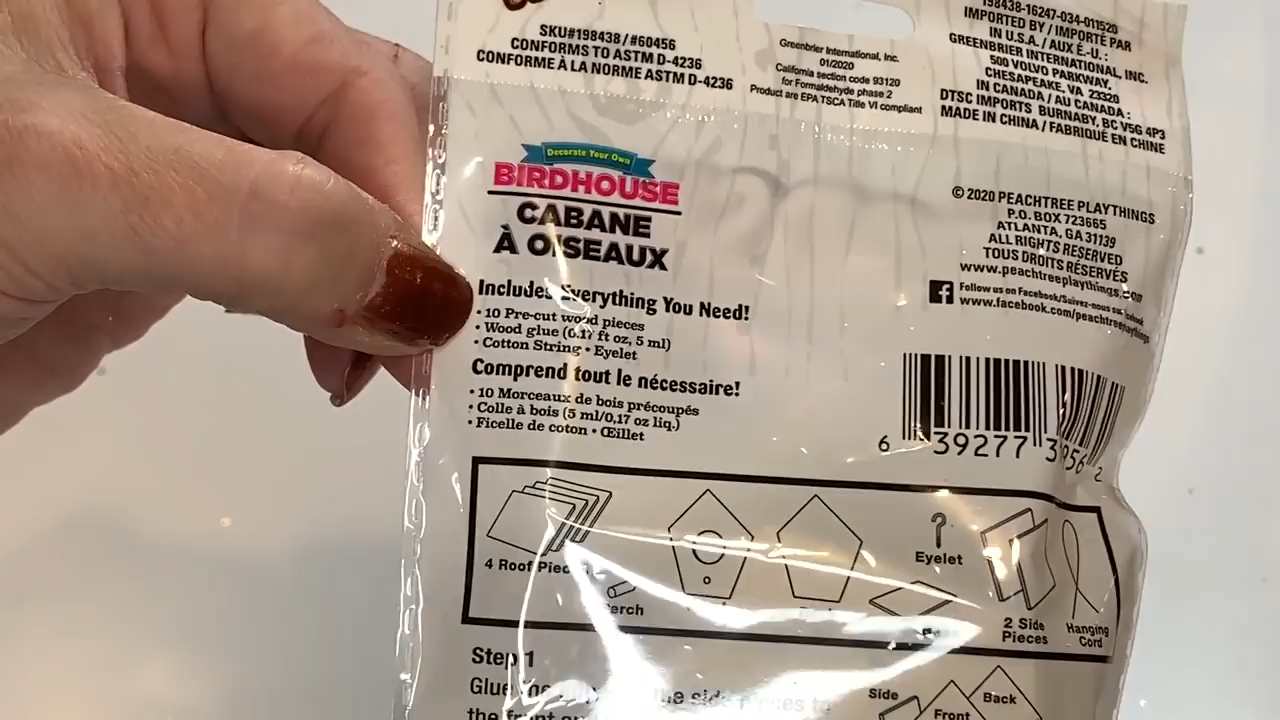 SKU#198438/#60456
CONFORMS TO ASTM D-4236
CONFORME À LA NORME ASTM D-4236
Greenbrier International, Inc.
01/2020
California section code 93120
for Formaldehyde phase 2
Product are EPA TSCA Title VI compliant
198438-16247-034-011520
IMPORTED BY / IMPORTÉ PAR
IN U.S.A. / AUX É.-U. :
GREENBRIER INTERNATIONAL, INC.
500 VOLVO PARKWAY,
CHESAPEAKE, VA 23320
IN CANADA / AU CANADA :
DTSC IMPORTS BURNABY, BC V5G 4P3
MADE IN CHINA / FABRIQUÉ EN CHINE
Decorate Your Own
BIRDHOUSE
CABANE
À OISEAUX
© 2020 PEACHTREE PLAYTHINGS
P.O. BOX 723665
ATLANTA, GA 31139
ALL RIGHTS RESERVED
TOUS DROITS RÉSERVÉS
www.peachtreeplaythings.com
Follow us on Facebook/Suivez-nous sur
www.facebook.com/peachtreeplaythings
Includes Everything You Need!
• 10 Pre-cut wood pieces
• Wood glue (0.17 ft oz, 5 ml)
• Cotton String • Eyelet
Comprend tout le nécessaire!
• 10 Morceaux de bois précoupés
• Colle à bois (5 ml/0,17 oz liq.)
• Ficelle de coton • Œillet
6 39277 3 956 2
4 Roof
Eyelet
2 Side
Pieces
Hanging
Cord
Step 1
Glue the side pieces to
the front
Side
Front
Back